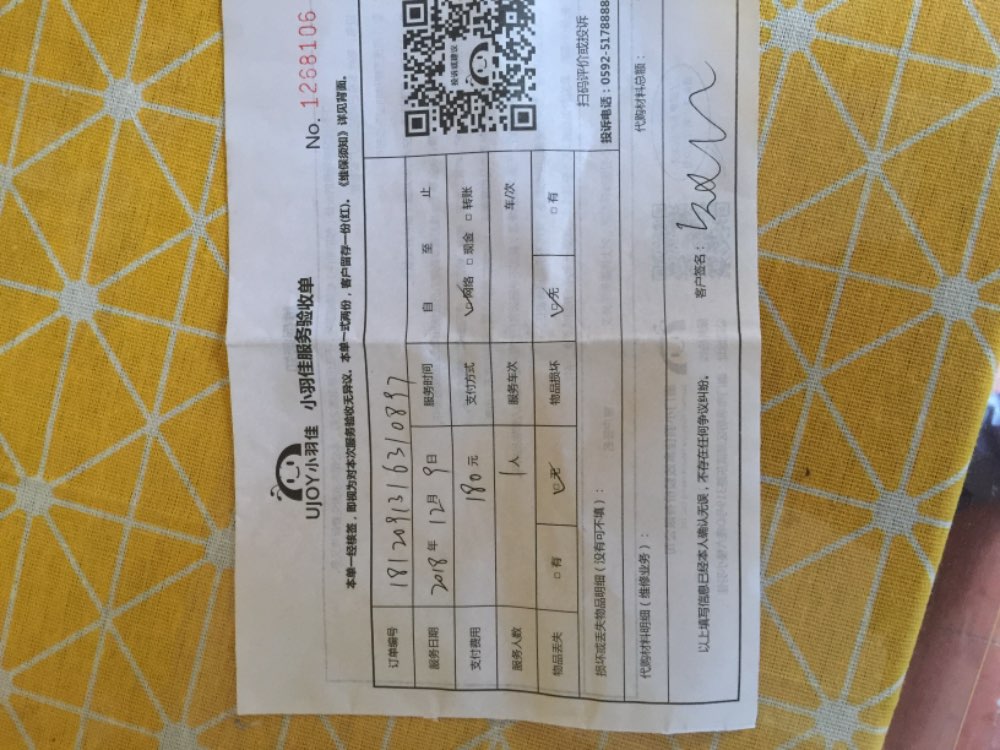 No. 1268106
UJOY小羽佳 小羽佳服务验收单
本单一经核签，即视为对本次服务验收无异议。本单一式两份，客户留存一份(红)。《维保须知》详见背面。
订单编号 1812091316310897
服务日期 2018年 12月 9日 服务时间 自 至 止
支付费用 180元 支付方式 ☑网络 □现金 □转账
服务人数 1人 服务车次 车/次
物品丢失 □有 ☑无 物品损坏 ☑无 □有
投诉或建议
扫码评价或投诉
投诉电话：0592-5178888
损坏或丢失物品明细（没有可不填）：
代购材料明细（维修业务）： 代购材料总额：
以上填写信息已经本人确认无误，不存在任何争议纠纷。 客户签名：